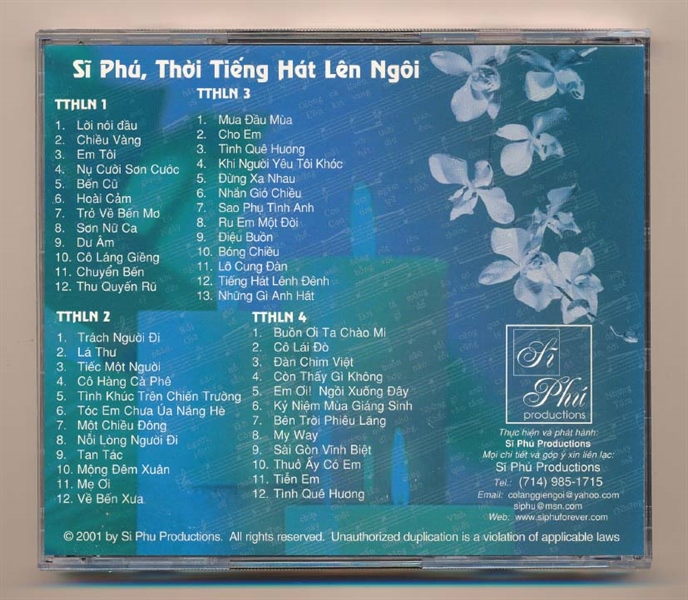 Sĩ Phú, Thời Tiếng Hát Lên Ngôi
TTHLN 1
1. Lời nói đầu
2. Chiều Vàng
3. Em Tôi
4. Nụ Cười Sơn Cước
5. Bến Cũ
6. Hoài Cảm
7. Trở Về Bến Mơ
8. Sơn Nữ Ca
9. Dư Âm
10. Cô Láng Giềng
11. Chuyển Bến
12. Thu Quyến Rũ
TTHLN 3
1. Mưa Đầu Mùa
2. Cho Em
3. Tình Quê Hương
4. Khi Người Yêu Tôi Khóc
5. Đừng Xa Nhau
6. Nhắn Gió Chiều
7. Sao Phụ Tình Anh
8. Ru Em Một Đời
9. Điệu Buồn
10. Bóng Chiều
11. Lỡ Cung Đàn
12. Tiếng Hát Lênh Đênh
13. Những Gì Anh Hát
TTHLN 2
1. Trách Người Đi
2. Lá Thư
3. Tiếc Một Người
4. Cô Hàng Cà Phê
5. Tình Khúc Trên Chiến Trường
6. Tóc Em Chưa Úa Nắng Hè
7. Một Chiều Đông
8. Nỗi Lòng Người Đi
9. Tan Tác
10. Mộng Đêm Xuân
11. Mẹ Ơi
12. Về Bến Xưa
TTHLN 4
1. Buồn Ơi Ta Chào Mi
2. Cô Lái Đò
3. Đàn Chim Việt
4. Còn Thấy Gì Không
5. Em Ơi! Ngôi Xuống Đây
6. Kỷ Niệm Mùa Giáng Sinh
7. Bên Trời Phiêu Lãng
8. My Way
9. Sài Gòn Vĩnh Biệt
10. Thuở Ấy Có Em
11. Tiễn Em
12. Tình Quê Hương
Sĩ
Phú
productions
Thực hiện và phát hành:
Sĩ Phú Productions
Mọi chi tiết và góp ý xin liên lạc:
Sĩ Phú Productions
Tel.: (714) 985-1715
Email: colanggiengoi@yahoo.com
siphu@msn.com
Web: www.siphuforever.com
© 2001 by Si Phu Productions. All rights reserved. Unauthorized duplication is a violation of applicable laws